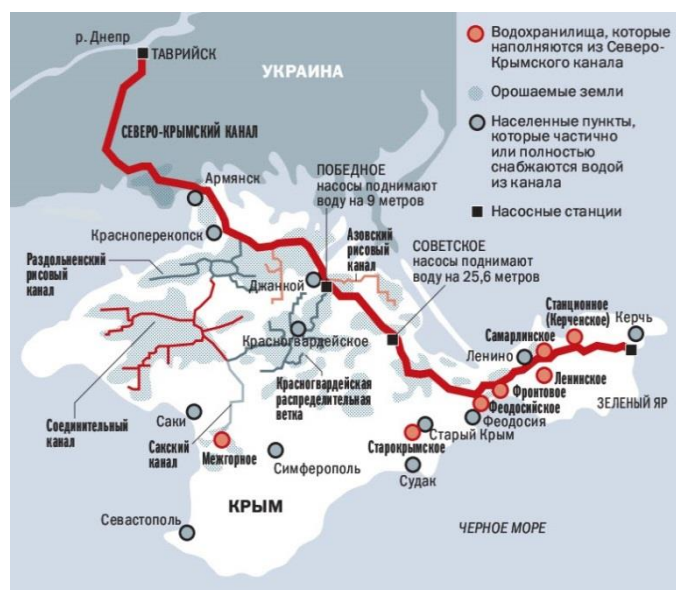 р. Днепр
ТАВРИЙСК
УКРАИНА
Водохранилища, которые
наполняются из Северо-
Крымского канала
Орошаемые земли
Населенные пункты,
которые частично
или полностью
снабжаются водой
из канала
Насосные станции
СЕВЕРО-КРЫМСКИЙ КАНАЛ
Армянск
ПОБЕДНОЕ
насосы поднимают
воду на 9 метров
Красноперекопск
Азовский
рисовый
канал
СОВЕТСКОЕ
насосы поднимают
воду на 25,6 метров
Раздольненский
рисовый
канал
Джанкой
Станционное
(Керченское)
Керчь
Самарлинское
Красногвардейское
Ленино
Красногвардейская
распределительная
ветка
Ленинское
Фронтовое
ЗЕЛЕНЫЙ ЯР
Феодосийское
Феодосия
Соединительный
канал
Саки
Сакский
канал
Межгорное
Симферополь
Старый Крым
Старокрымское
Судак
КРЫМ
Севастополь
ЧЕРНОЕ МОРЕ